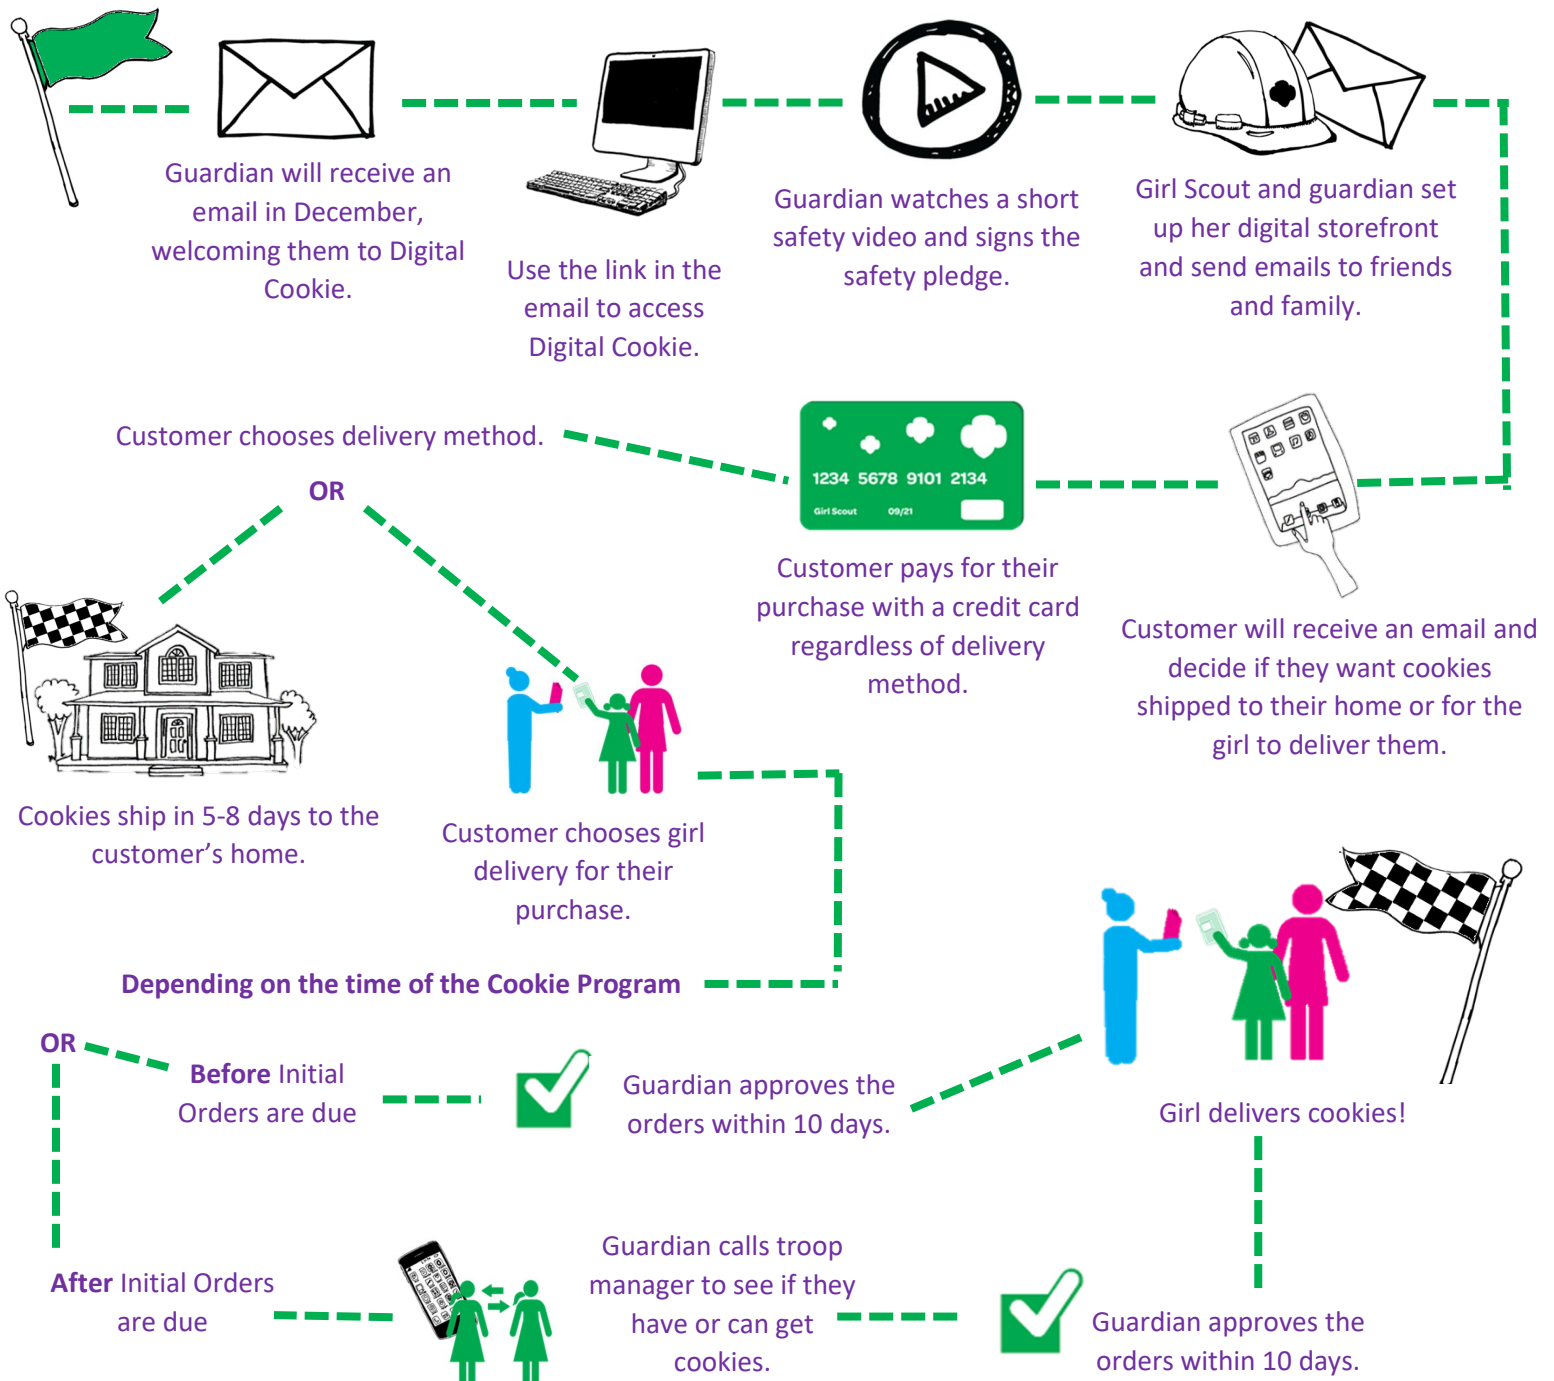 Guardian will receive an
email in December,
welcoming them to Digital
Cookie.
Use the link in the
email to access
Digital Cookie.
Guardian watches a short
safety video and signs the
safety pledge.
Girl Scout and guardian set
up her digital storefront
and send emails to friends
and family.
Customer will receive an email and
decide if they want cookies
shipped to their home or for the
girl to deliver them.
1234 5678 9101 2134
Girl Scout 09/21
Customer pays for their
purchase with a credit card
regardless of delivery
method.
Customer chooses delivery method.
OR
Cookies ship in 5-8 days to the
customer’s home.
Customer chooses girl
delivery for their
purchase.
Depending on the time of the Cookie Program
OR
Before Initial
Orders are due
Guardian approves the
orders within 10 days.
Girl delivers cookies!
After Initial Orders
are due
Guardian calls troop
manager to see if they
have or can get
cookies.
Guardian approves the
orders within 10 days.